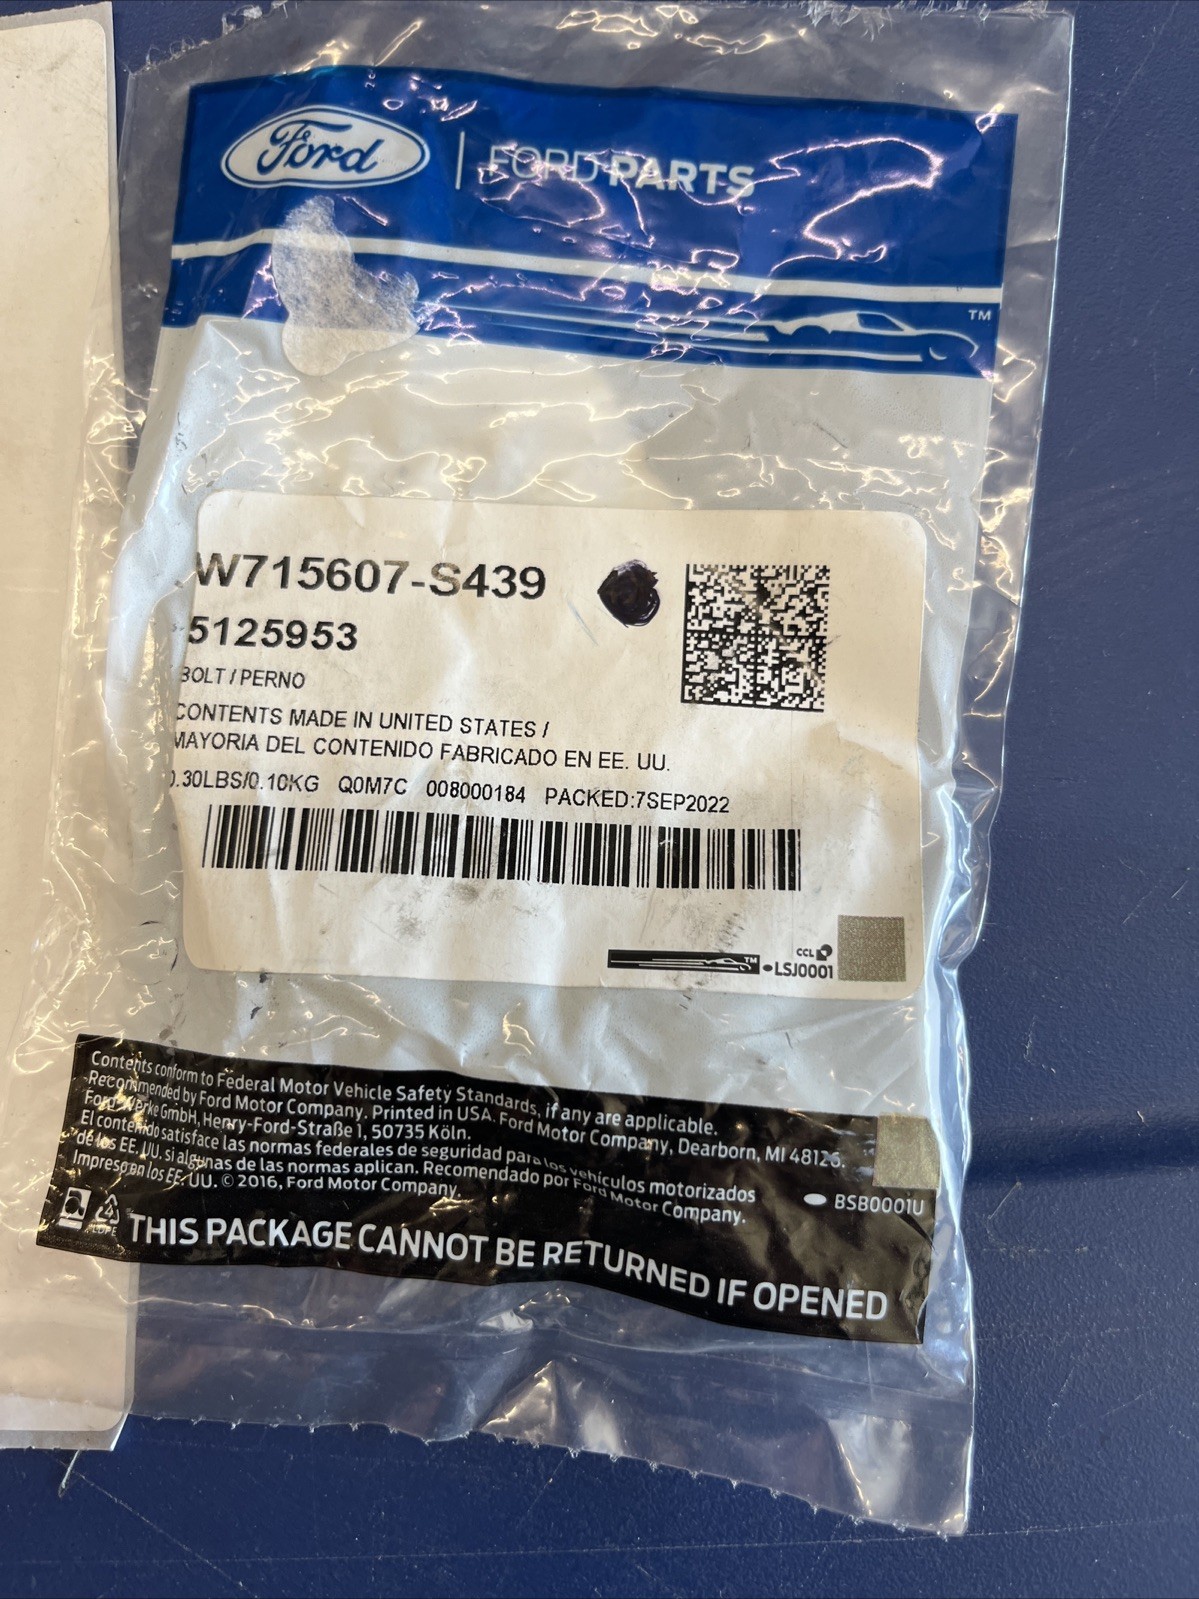 Ford
FORD PARTS
TM
W715607-S439
5125953
BOLT / PERNO
CONTENTS MADE IN UNITED STATES /
MAYORIA DEL CONTENIDO FABRICADO EN EE. UU.
0.30LBS/0.10KG Q0M7C 008000184 PACKED:7SEP2022
TM
CCL
LSJ0001
Contents conform to Federal Motor Vehicle Safety Standards, if any are applicable.
Recommended by Ford Motor Company. Printed in USA. Ford Motor Company, Dearborn, MI 48126.
Ford-Werke GmbH, Henry-Ford-Straße 1, 50735 Köln.
El contenido satisface las normas federales de seguridad para los vehículos motorizados
de los EE. UU. si algunas de las normas aplican. Recomendado por Ford Motor Company.
Impreso en los EE. UU. © 2016, Ford Motor Company.
BSB0001U
4
LDPE
THIS PACKAGE CANNOT BE RETURNED IF OPENED